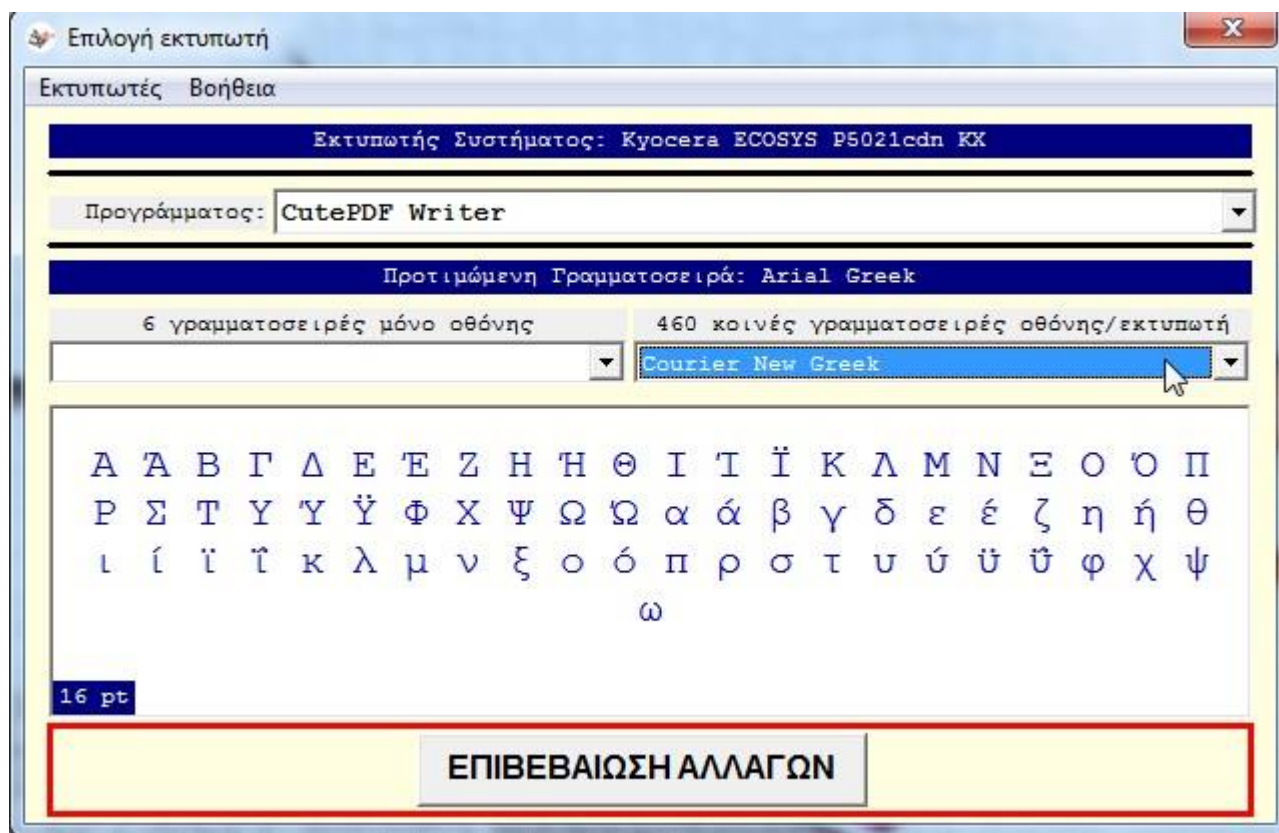 Επιλογή εκτυπωτή
Εκτυπωτές Βοήθεια
Εκτυπωτής Συστήματος: Kyocera ECOSYS P5021cdn KX
Προγράμματος: CutePDF Writer
Προτιμώμενη Γραμματοσειρά: Arial Greek
6 γραμματοσειρές μόνο οθόνης 460 κοινές γραμματοσειρές οθόνης/εκτυπωτή
Courier New Greek
Α Ά Β Γ Δ Ε Έ Ζ Η Ή Θ Ι Ί Ϊ Κ Λ Μ Ν Ξ Ο Ό Π
Ρ Σ Τ Υ Ύ Ϋ Φ Χ Ψ Ω Ώ α ά β γ δ ε έ ζ η ή θ
ι ί ϊ ΐ κ λ μ ν ξ ο ό π ρ σ τ υ ύ ϋ ΰ φ χ ψ
ω
16 pt
ΕΠΙΒΕΒΑΙΩΣΗ ΑΛΛΑΓΩΝ